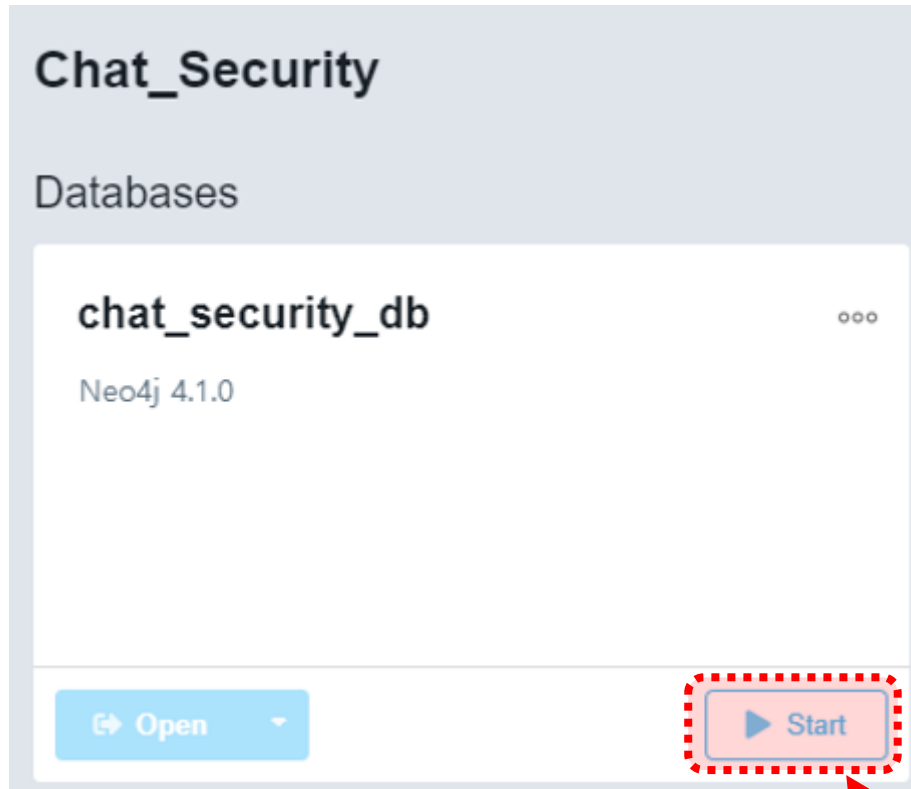 Chat_Security
Databases
chat_security_db
Neo4j 4.1.0
Open
Start